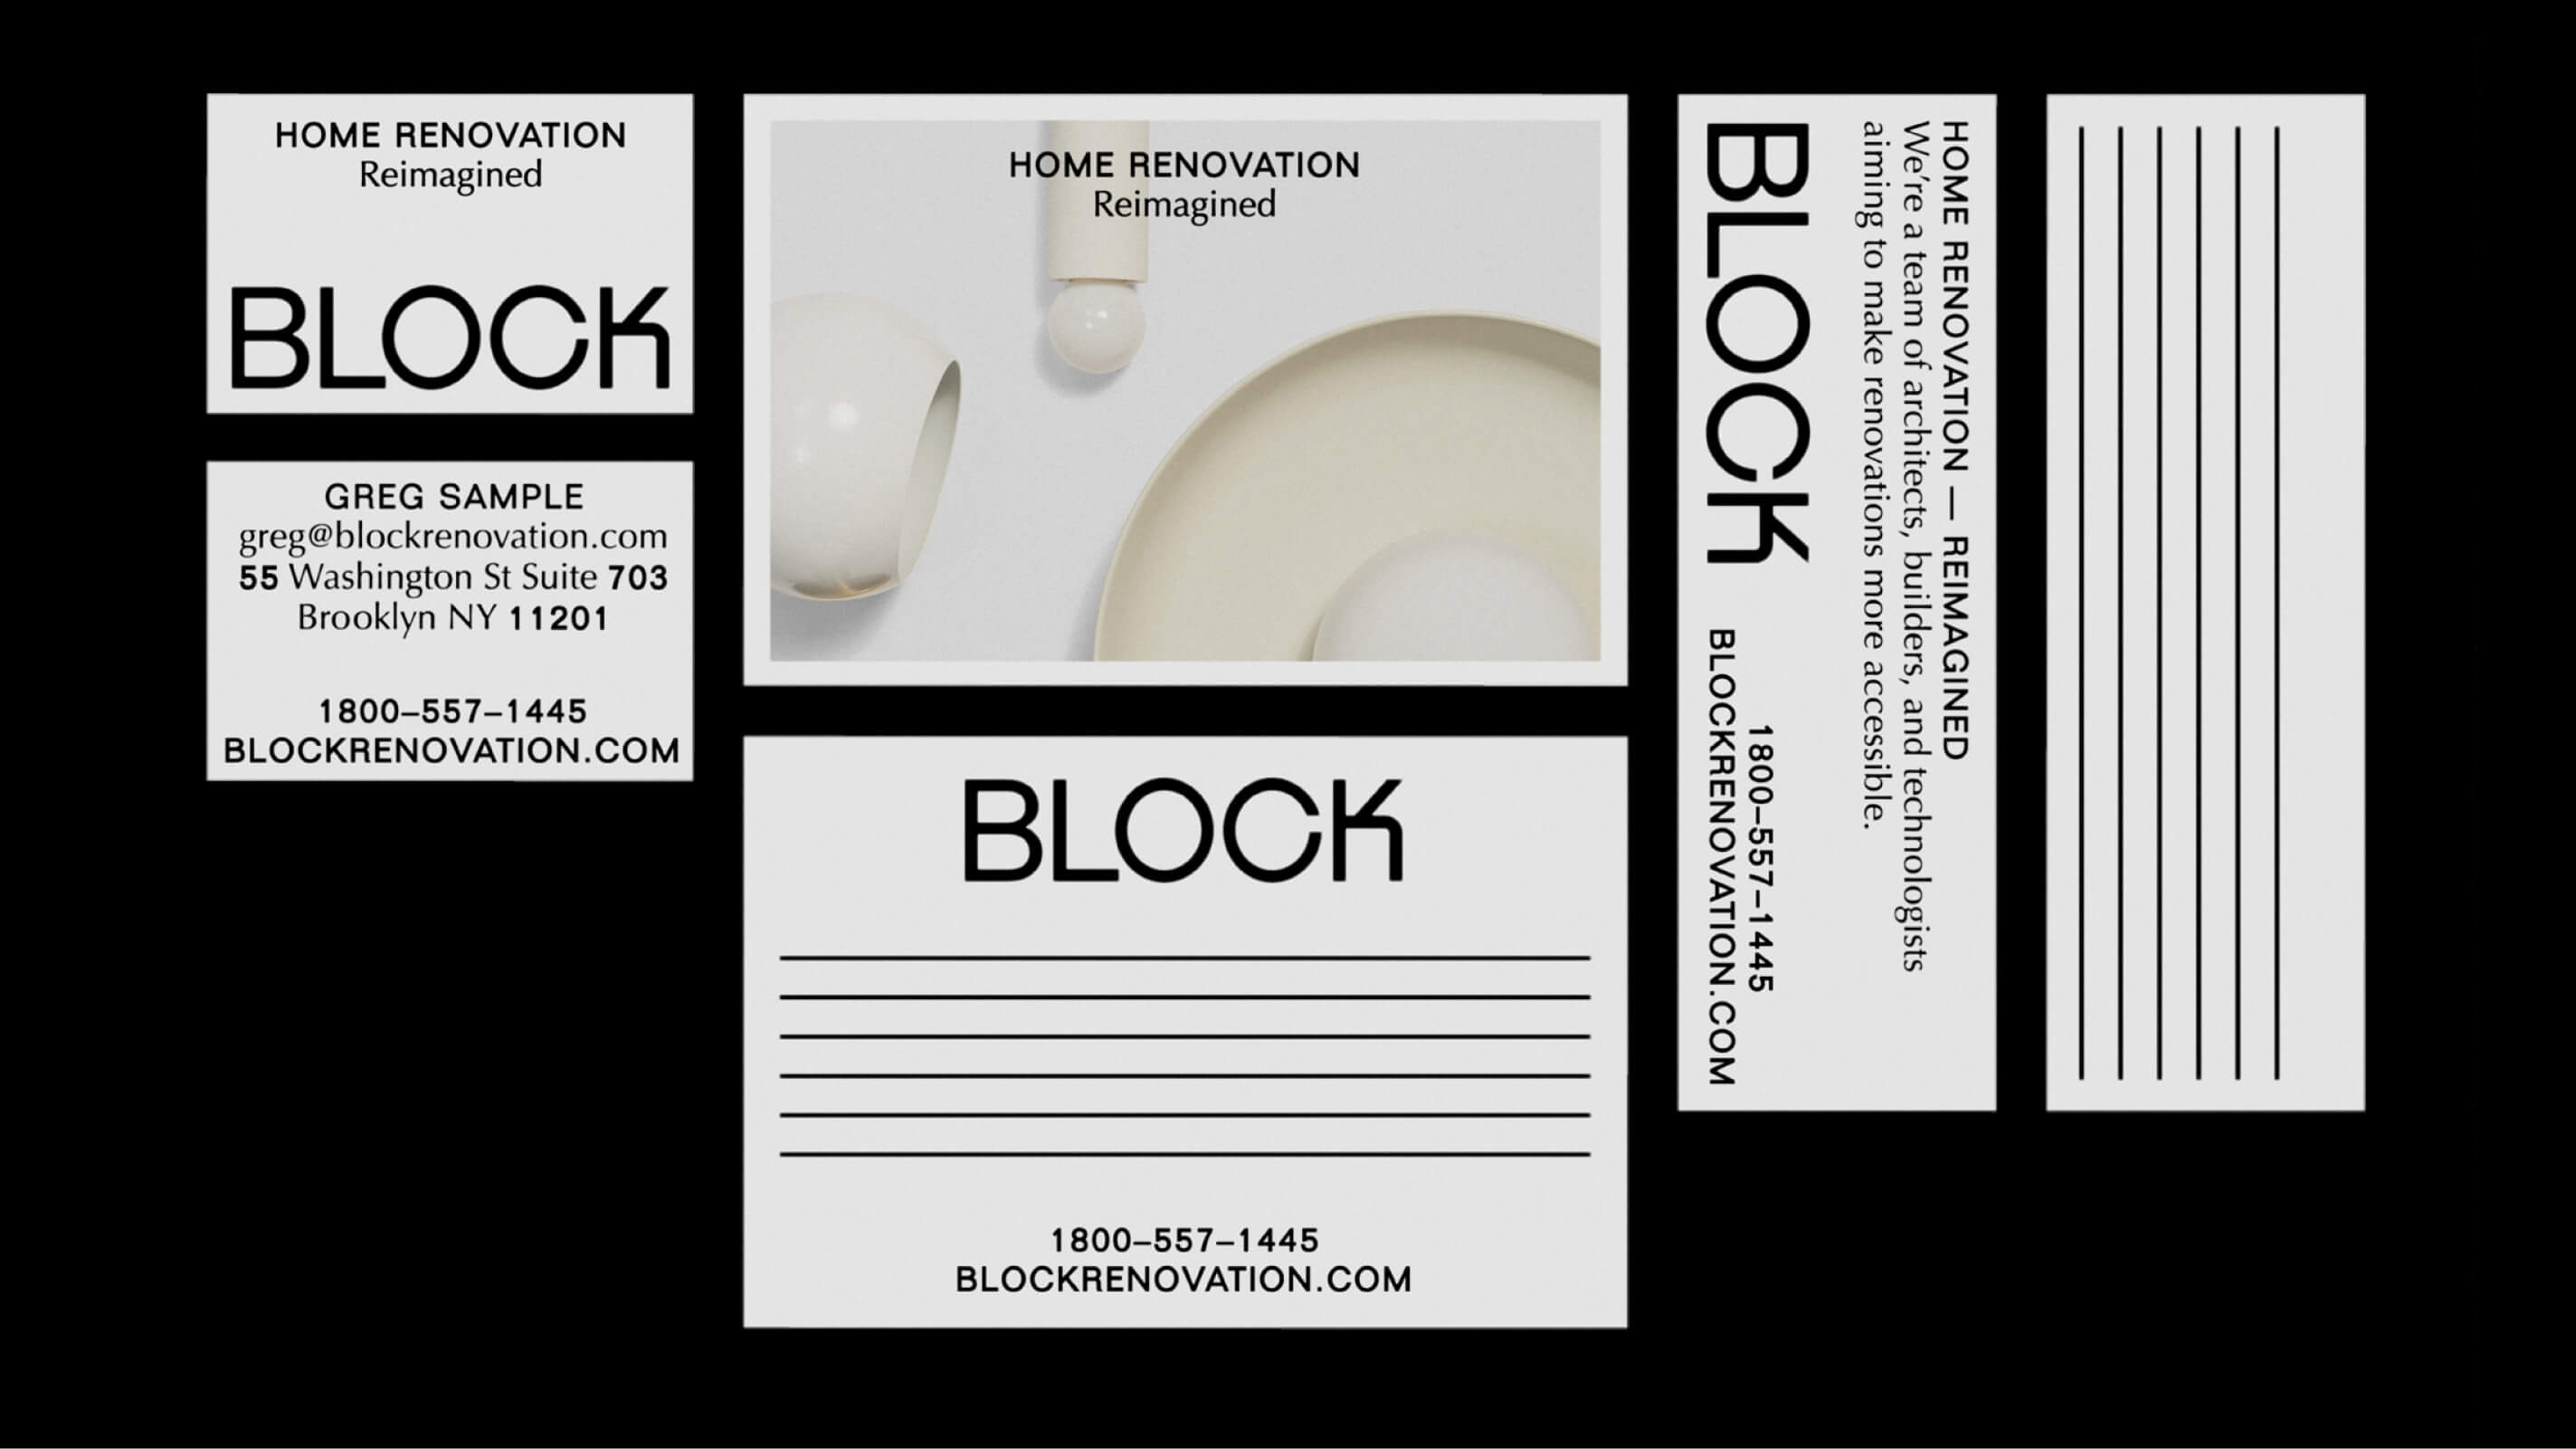 HOME RENOVATION
Reimagined
BLOCK
GREG SAMPLE
greg@blockrenovation.com
55 Washington St Suite 703
Brooklyn NY 11201
1800–557–1445
BLOCKRENOVATION.COM
HOME RENOVATION
Reimagined
BLOCK
1800–557–1445
BLOCKRENOVATION.COM
HOME RENOVATION — REIMAGINED
We're a team of architects, builders, and technologists
aiming to make renovations more accessible.
BLOCK
1800–557–1445
BLOCKRENOVATION.COM